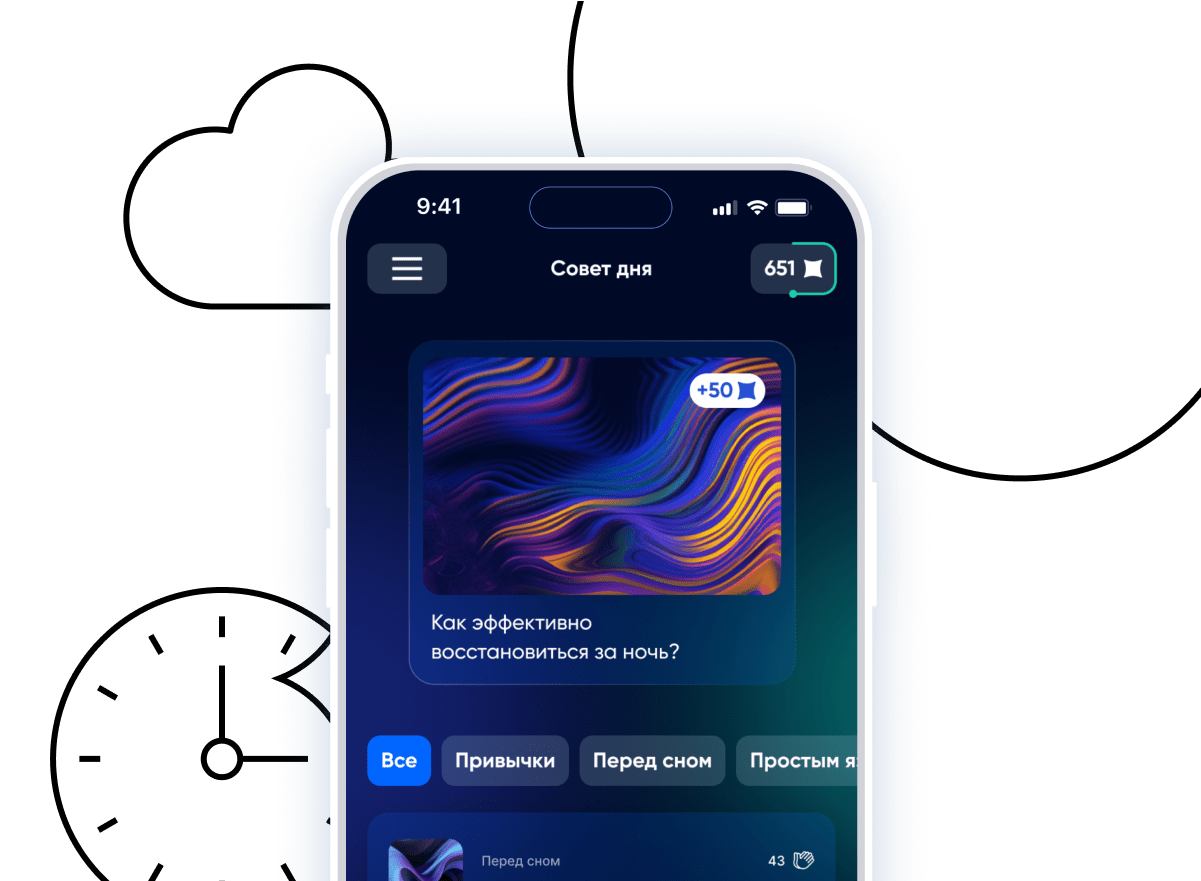 9:41
Совет дня
651
+50
Как эффективно
восстановиться за ночь?
Все
Привычки
Перед сном
Простым я
Перед сном
43